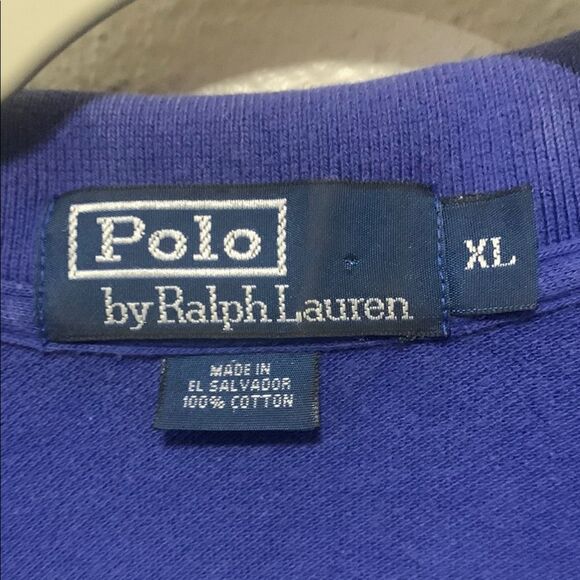 Polo
by Ralph Lauren
XL
MADE IN
EL SALVADOR
100% COTTON